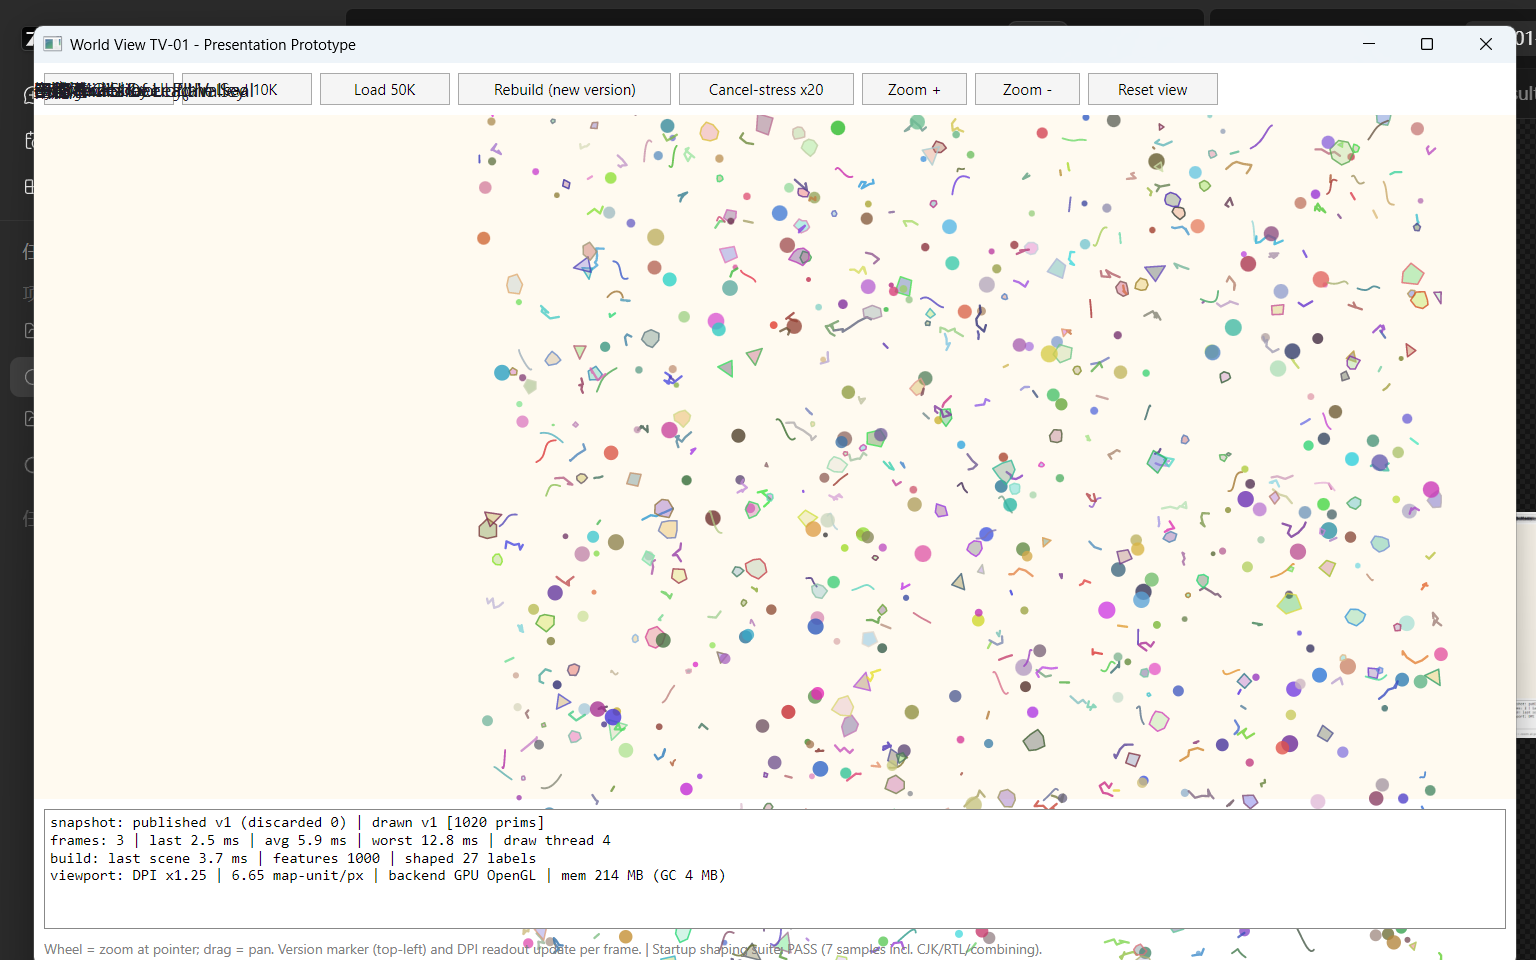 World View TV-01 - Presentation Prototype
10K
Load 50K
Rebuild (new version)
Cancel-stress x20
Zoom +
Zoom -
Reset view
snapshot: published v1 (discarded 0) | drawn v1 [1020 prims]
frames: 3 | last 2.5 ms | avg 5.9 ms | worst 12.8 ms | draw thread 4
build: last scene 3.7 ms | features 1000 | shaped 27 labels
viewport: DPI x1.25 | 6.65 map-unit/px | backend GPU OpenGL | mem 214 MB (GC 4 MB)
Wheel = zoom at pointer; drag = pan. Version marker (top-left) and DPI readout update per frame. | Startup shaping suite: PASS (7 samples incl. CJK/RTL/combining).